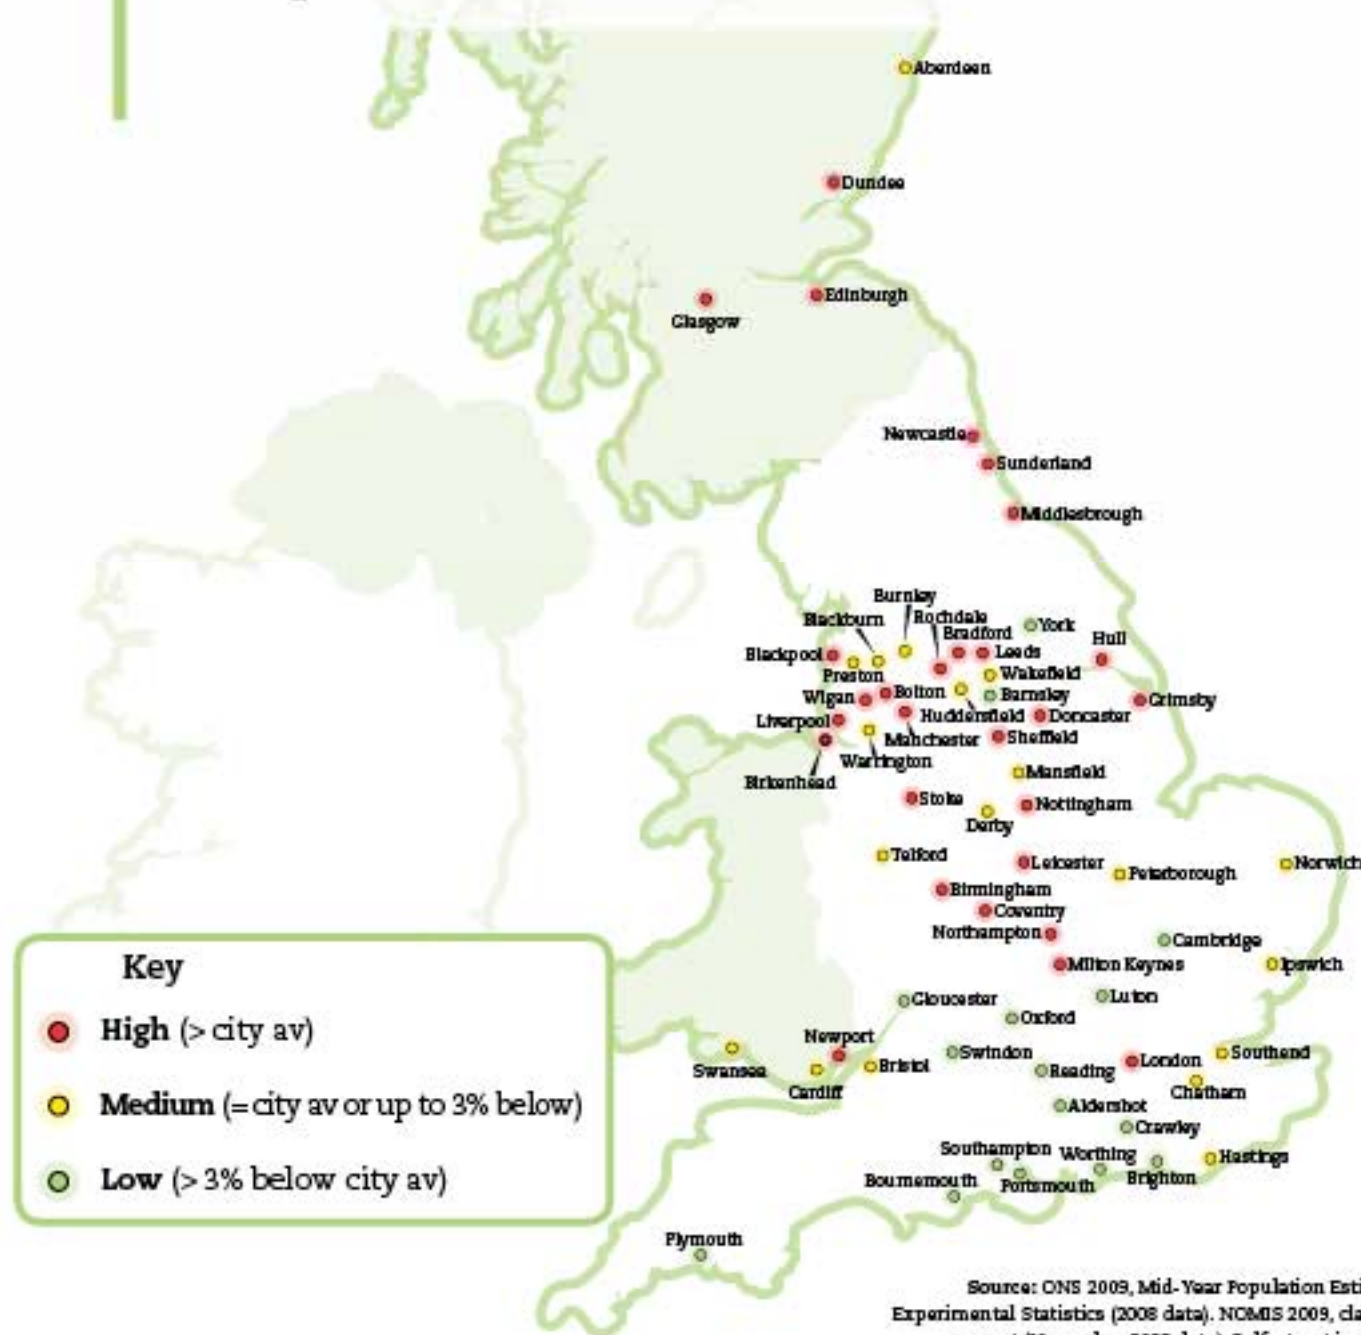 Aberdeen
Dundee
Edinburgh
Glasgow
Newcastle
Sunderland
Middlesbrough
Burnley
Blackburn
Rochdale
York
Bradford
Hull
Blackpool
Leeds
Preston
Wakefield
Wigan
Bolton
Barnsley
Grimsby
Liverpool
Huddersfield
Doncaster
Manchester
Sheffield
Warrington
Birkenhead
Mansfield
Stoke
Nottingham
Derby
Telford
Leicester
Peterborough
Norwich
Birmingham
Coventry
Northampton
Cambridge
Milton Keynes
Ipswich
Gloucester
Luton
Oxford
Newport
Swindon
London
Southend
Swansea
Bristol
Reading
Cardiff
Chatham
Aldershot
Crawley
Southampton
Worthing
Hastings
Bournemouth
Portsmouth
Brighton
Plymouth
Key
High (> city av)
Medium (= city av or up to 3% below)
Low (> 3% below city av)
Source: ONS 2009, Mid-Year Population Esti
Experimental Statistics (2008 data). NOMIS 2009, cla